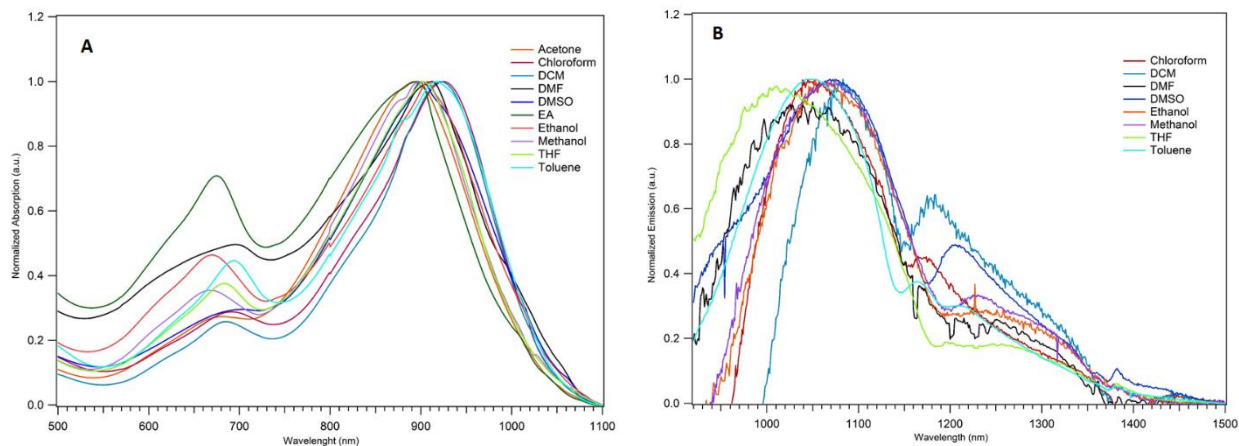 A
Normalized Absorption (a.u.)
1.2
1.0
0.8
0.6
0.4
0.2
0.0
Acetone
Chloroform
DCM
DMF
DMSO
EA
Ethanol
Methanol
THF
Toluene
500
600
700
800
900
1000
1100
Wavelenght (nm)
B
Normalized Emission (a.u.)
1.2
1.0
0.8
0.6
0.4
0.2
0.0
Chloroform
DCM
DMF
DMSO
Ethanol
Methanol
THF
Toluene
1000
1100
1200
1300
1400
1500
Wavelength (nm)